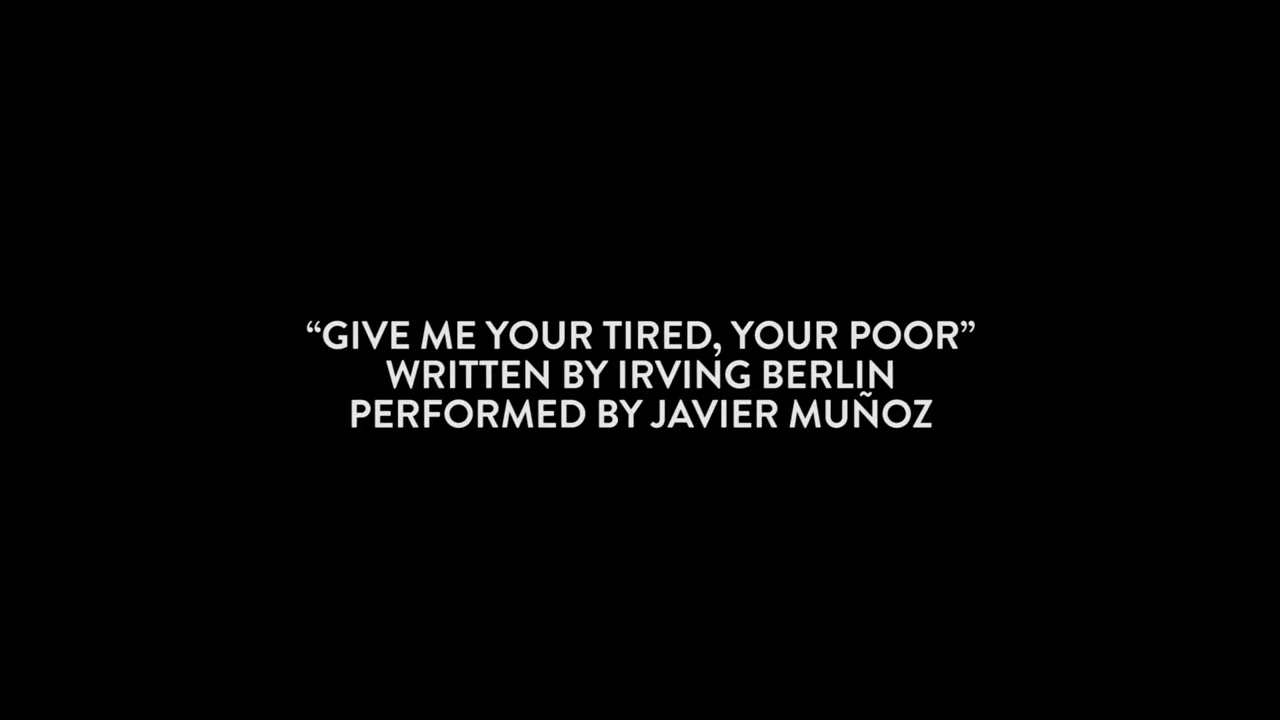 “GIVE ME YOUR TIRED, YOUR POOR”
WRITTEN BY IRVING BERLIN
PERFORMED BY JAVIER MUÑOZ